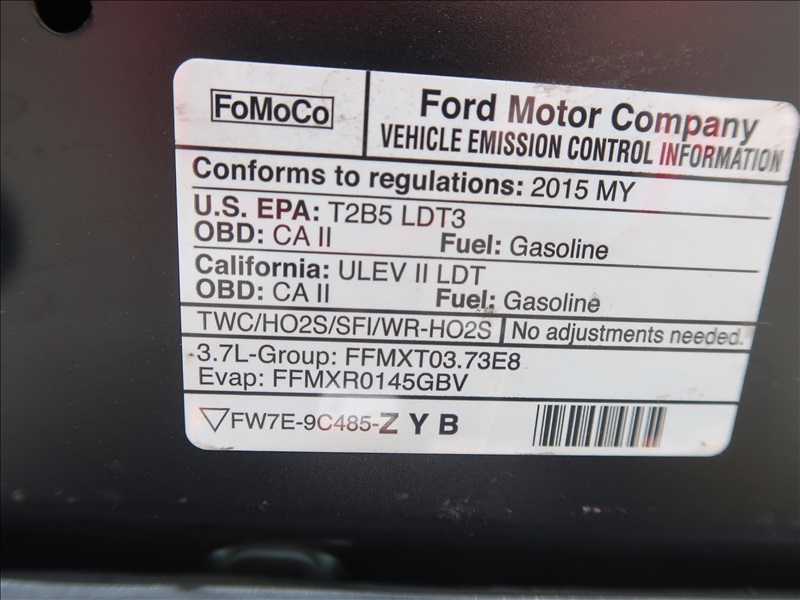 FoMoCo
Ford Motor Company
VEHICLE EMISSION CONTROL INFORMATION
Conforms to regulations: 2015 MY
U.S. EPA: T2B5 LDT3
OBD: CA II Fuel: Gasoline
California: ULEV II LDT
OBD: CA II Fuel: Gasoline
TWC/HO2S/SFI/WR-HO2S No adjustments needed.
3.7L-Group: FFMXT03.73E8
Evap: FFMXR0145GBV
FW7E-9C485-Z Y B